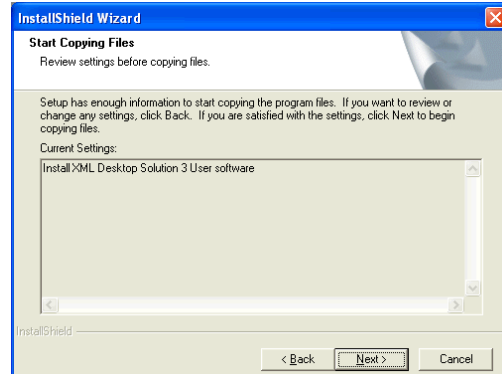 InstallShield Wizard
Start Copying Files
Review settings before copying files.
Setup has enough information to start copying the program files. If you want to review or
change any settings, click Back. If you are satisfied with the settings, click Next to begin
copying files.
Current Settings:
Install XML Desktop Solution 3 User software
InstallShield
< Back
Next >
Cancel